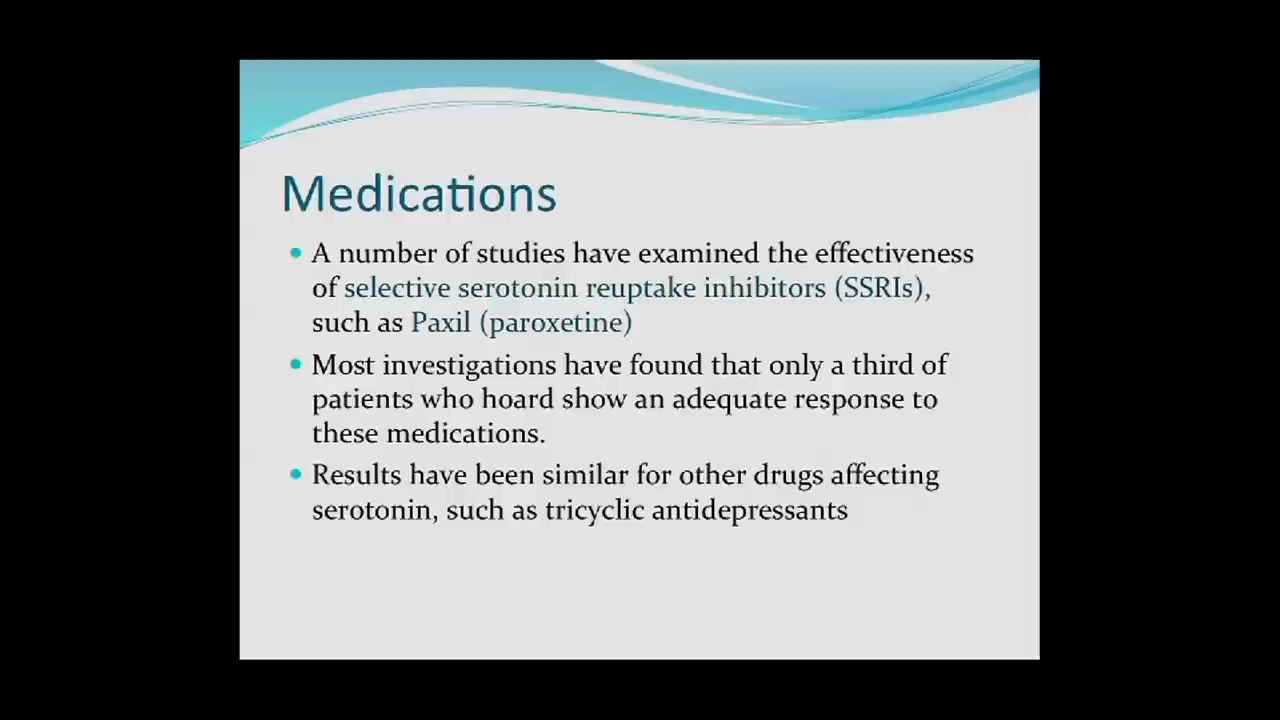 Medications
• A number of studies have examined the effectiveness
of selective serotonin reuptake inhibitors (SSRIs),
such as Paxil (paroxetine)
• Most investigations have found that only a third of
patients who hoard show an adequate response to
these medications.
• Results have been similar for other drugs affecting
serotonin, such as tricyclic antidepressants